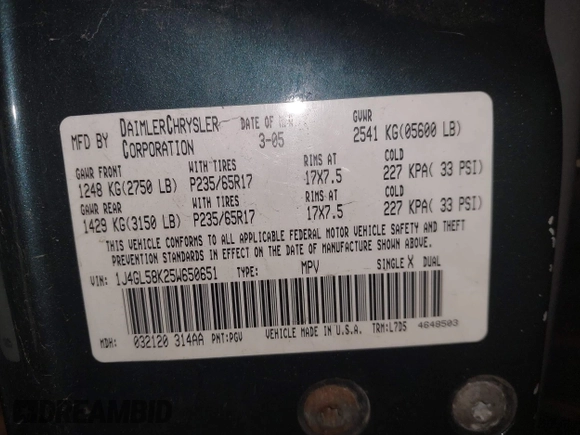 MFD BY DAIMLERCHRYSLER CORPORATION
DATE OF MFR 3-05
GVWR 2541 KG(05600 LB)
GAWR FRONT WITH TIRES RIMS AT COLD
1248 KG(2750 LB) P235/65R17 17X7.5 227 KPA( 33 PSI)
GAWR REAR WITH TIRES RIMS AT COLD
1429 KG(3150 LB) P235/65R17 17X7.5 227 KPA( 33 PSI)
THIS VEHICLE CONFORMS TO ALL APPLICABLE FEDERAL MOTOR VEHICLE SAFETY AND THEFT
PREVENTION STANDARDS IN EFFECT ON THE DATE OF MANUFACTURE SHOWN ABOVE.
VIN: 1J4GL58K25W650651 TYPE: MPV SINGLE X DUAL
MDH: 032120 314AA PNT:PGV VEHICLE MADE IN U.S.A. TRM:L7D5 4648503
DREAMBID